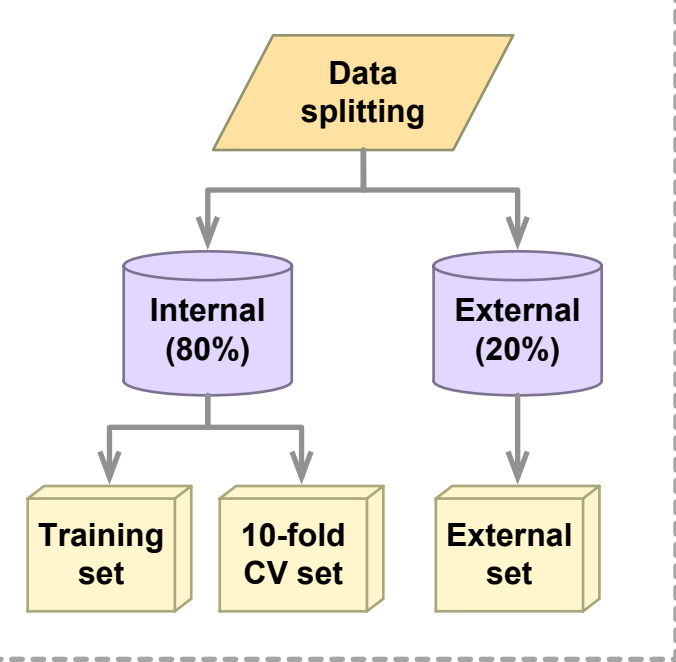 Data
splitting
Internal
(80%)
External
(20%)
Training
set
10-fold
CV set
External
set